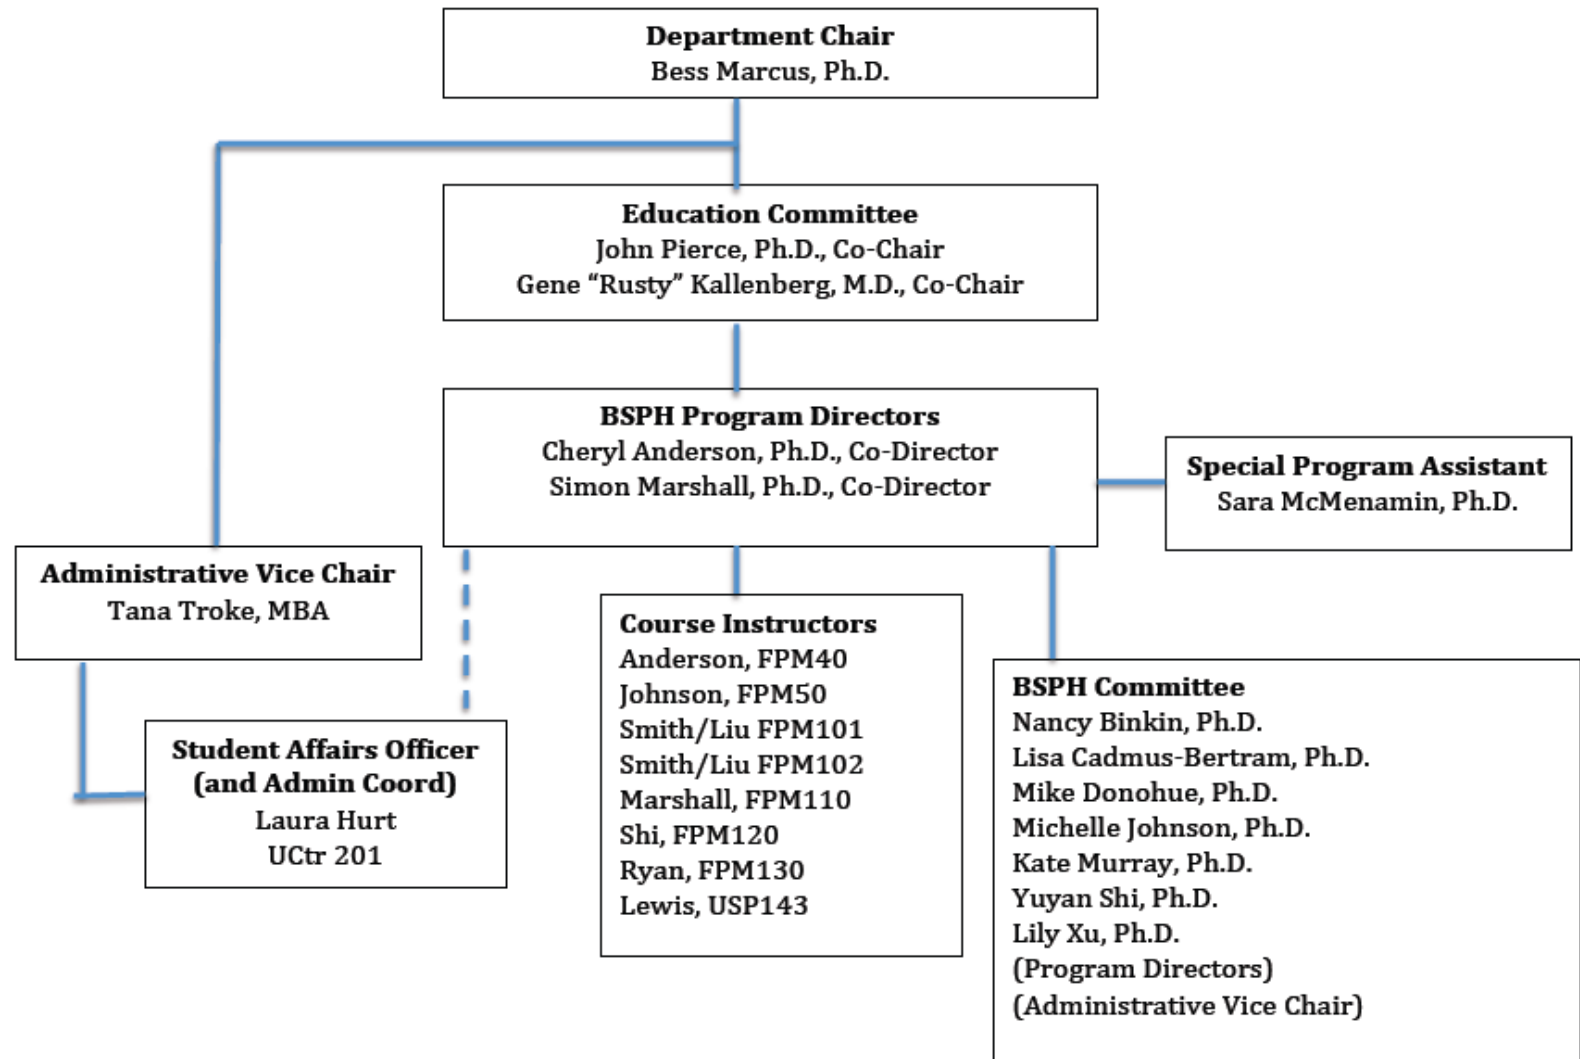 Department Chair
Bess Marcus, Ph.D.
Education Committee
John Pierce, Ph.D., Co-Chair
Gene “Rusty” Kallenberg, M.D., Co-Chair
BSPH Program Directors
Cheryl Anderson, Ph.D., Co-Director
Simon Marshall, Ph.D., Co-Director
Special Program Assistant
Sara McMenamin, Ph.D.
Administrative Vice Chair
Tana Troke, MBA
Student Affairs Officer
(and Admin Coord)
Laura Hurt
UCtr 201
Course Instructors
Anderson, FPM40
Johnson, FPM50
Smith/Liu FPM101
Smith/Liu FPM102
Marshall, FPM110
Shi, FPM120
Ryan, FPM130
Lewis, USP143
BSPH Committee
Nancy Binkin, Ph.D.
Lisa Cadmus-Bertram, Ph.D.
Mike Donohue, Ph.D.
Michelle Johnson, Ph.D.
Kate Murray, Ph.D.
Yuyan Shi, Ph.D.
Lily Xu, Ph.D.
(Program Directors)
(Administrative Vice Chair)